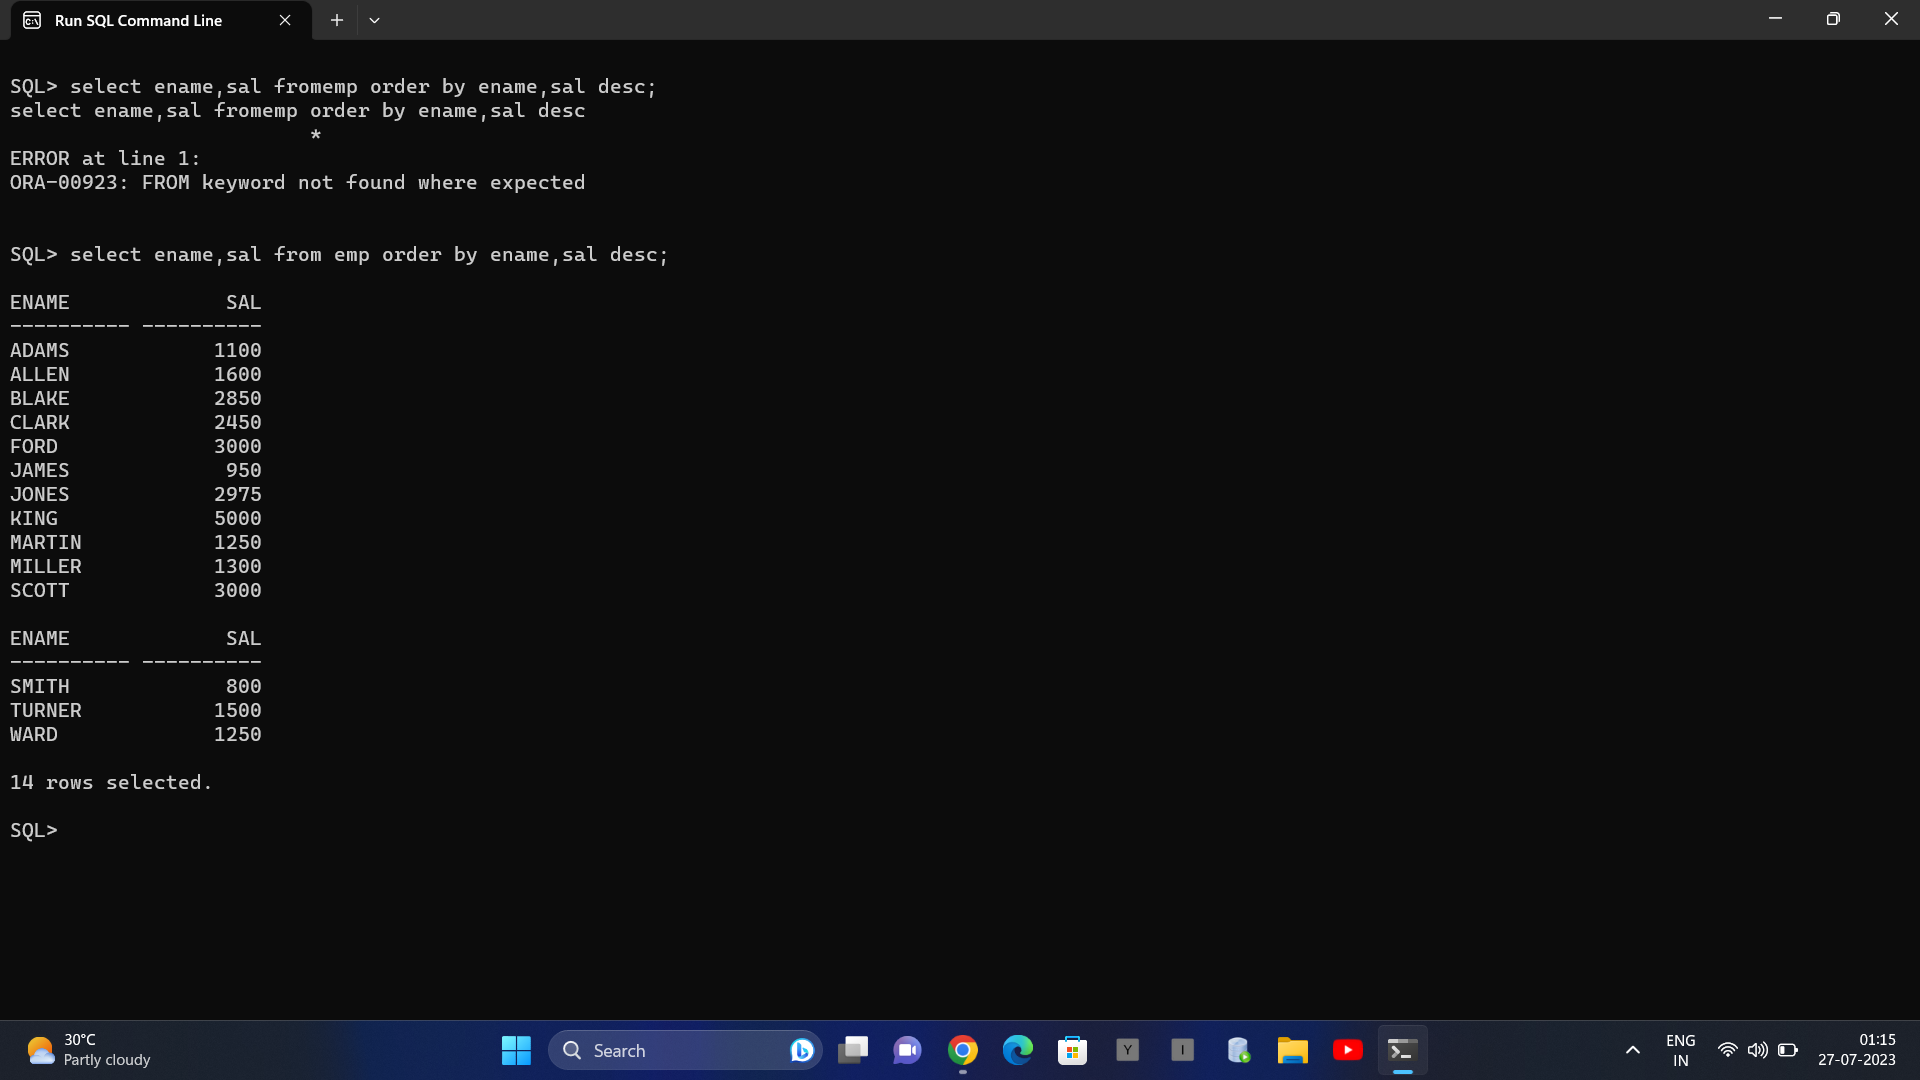 Run SQL Command Line
SQL> select ename,sal fromemp order by ename,sal desc;
select ename,sal fromemp order by ename,sal desc
                         *
ERROR at line 1:
ORA-00923: FROM keyword not found where expected
SQL> select ename,sal from emp order by ename,sal desc;
ENAME             SAL
---------- ----------
ADAMS            1100
ALLEN            1600
BLAKE            2850
CLARK            2450
FORD             3000
JAMES             950
JONES            2975
KING             5000
MARTIN           1250
MILLER           1300
SCOTT            3000
ENAME             SAL
---------- ----------
SMITH             800
TURNER           1500
WARD             1250
14 rows selected.
SQL>
30°C
Partly cloudy
Search
Y
I
ENG
IN
01:15
27-07-2023